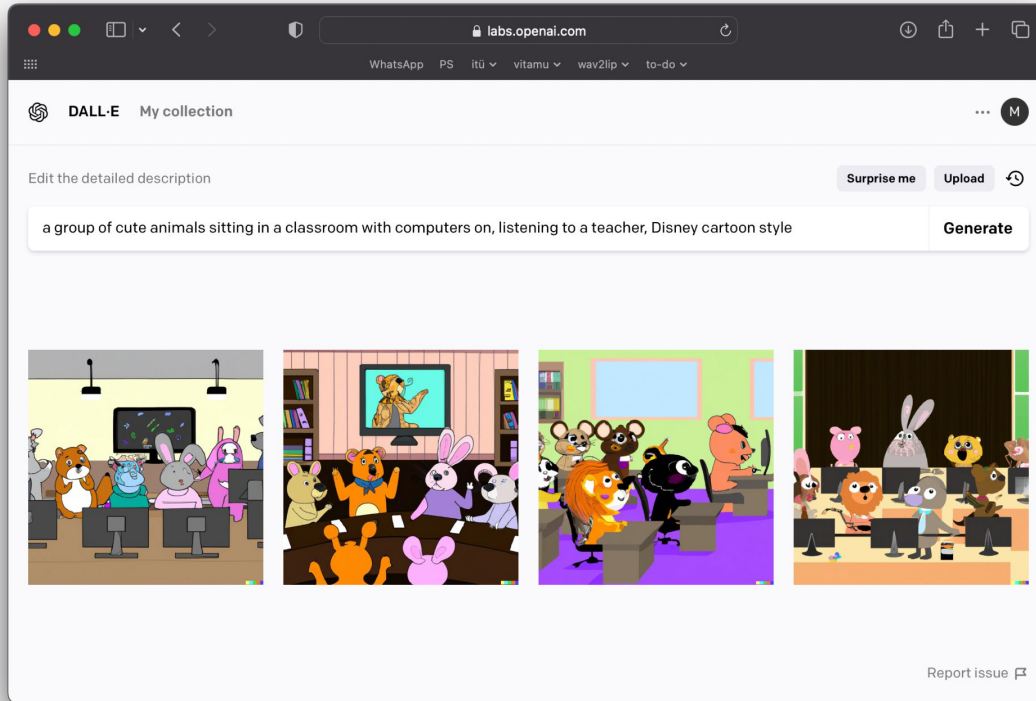 labs.openai.com
WhatsApp PS itü vitamu wav2lip to-do
DALL·E My collection ··· M
Edit the detailed description Surprise me Upload
a group of cute animals sitting in a classroom with computers on, listening to a teacher, Disney cartoon style Generate
Report issue